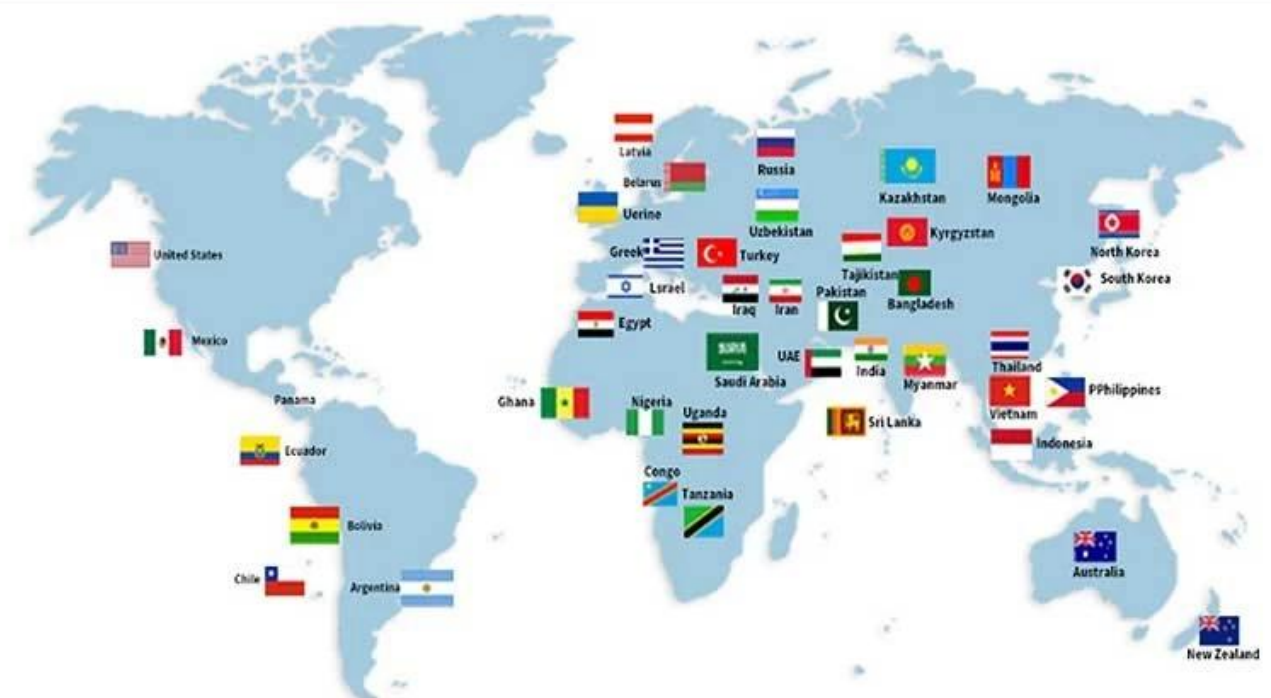 Latvia
Russia
Belarus
Kazakhstan
Mongolia
Uerine
Uzbekistan
Kyrgyzstan
United States
Greek
Turkey
Tajikistan
North Korea
Lsrael
Iraq
Iran
Pakistan
Bangladesh
South Korea
Egypt
Mexico
Saudi Arabia
UAE
India
Myanmar
Thailand
Panama
Ghana
Nigeria
Uganda
Sri Lanka
Vietnam
PPhilippines
Ecuador
Indonesia
Congo
Tanzania
Bolivia
Chile
Argentina
Australia
New Zealand